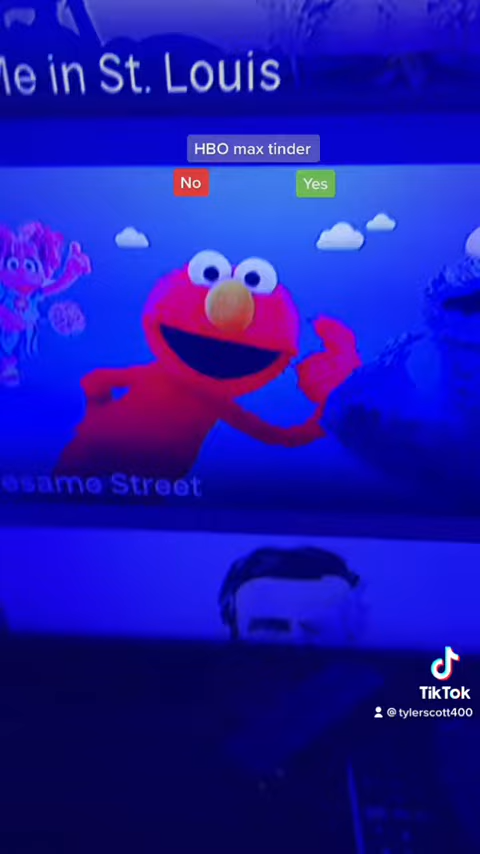 Me in St. Louis
HBO max tinder
No
Yes
esame Street
TikTok
@tylerscott400